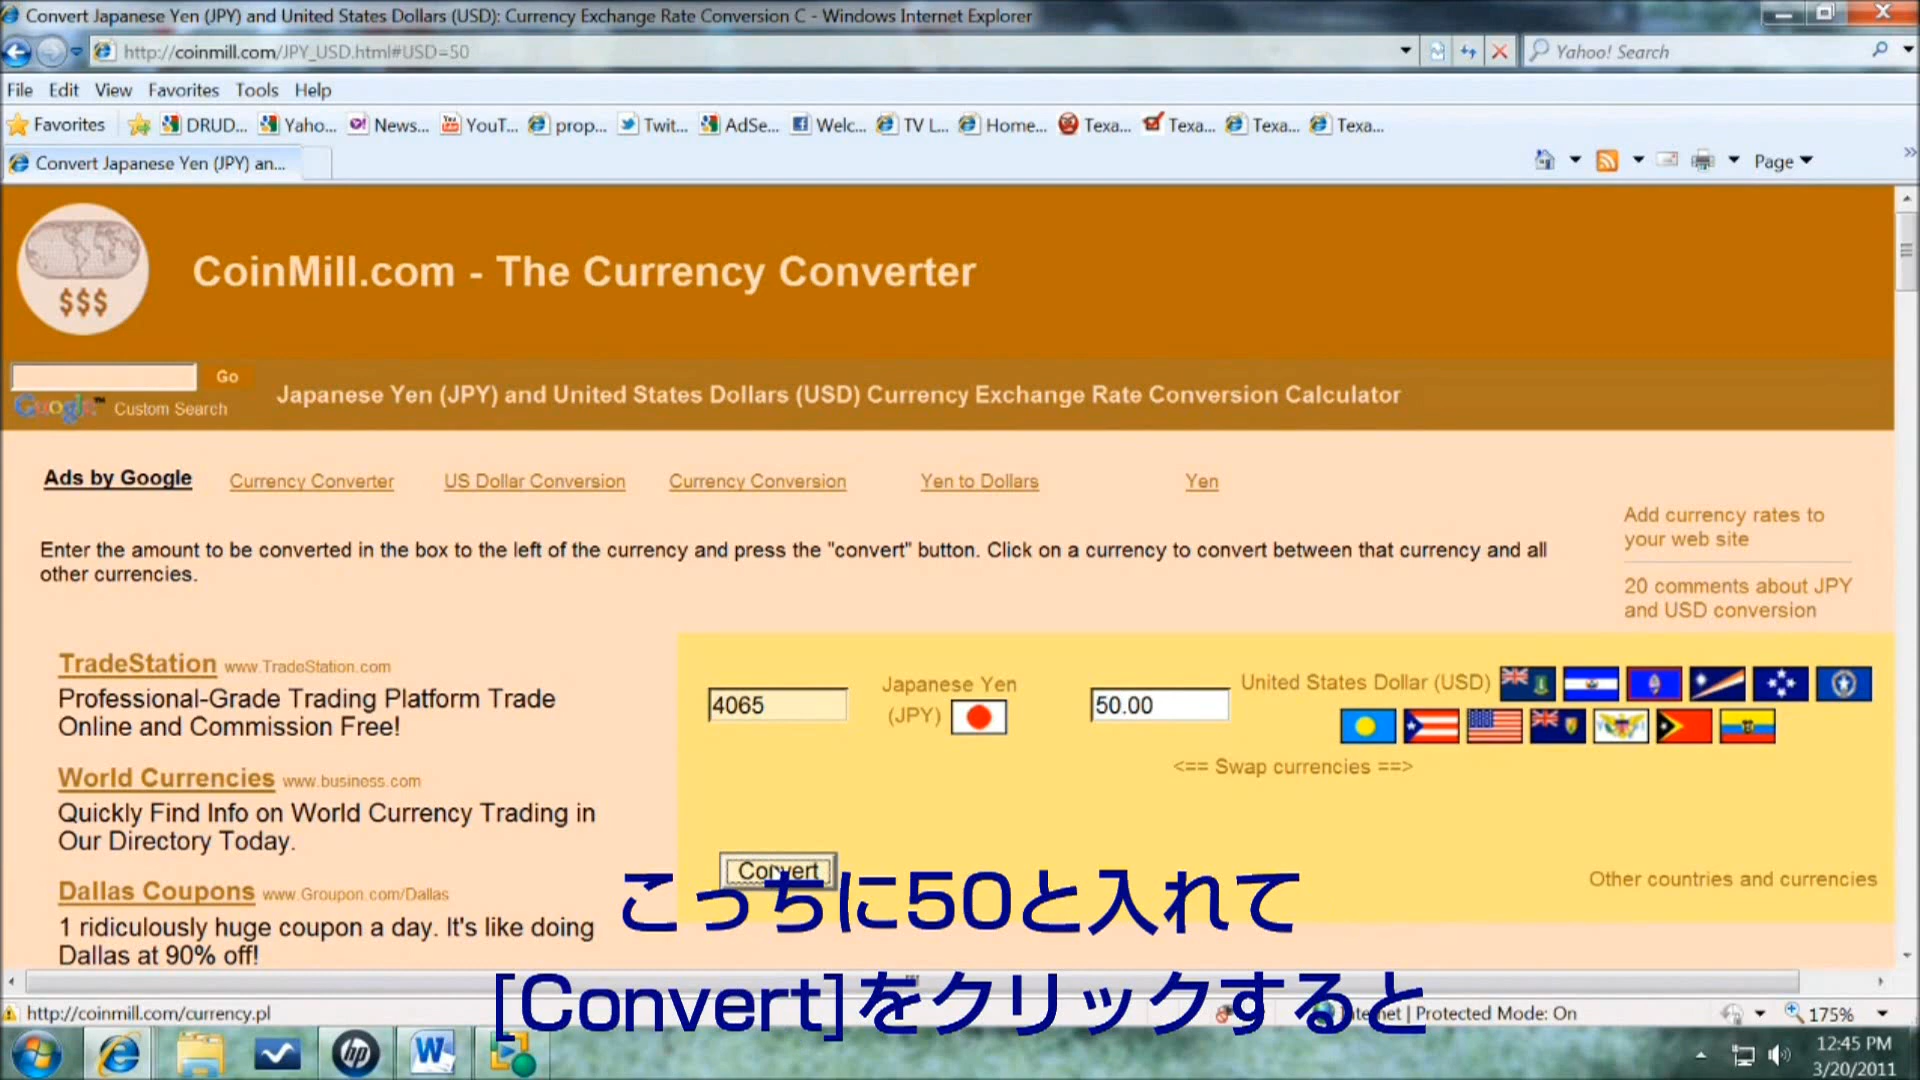 Convert Japanese Yen (JPY) and United States Dollars (USD): Currency Exchange Rate Conversion C - Windows Internet Explorer
http://coinmill.com/JPY_USD.html#USD=50
Yahoo! Search
File Edit View Favorites Tools Help
Favorites DRUD... Yaho... News... YouT... prop... Twit... AdSe... Welc... TV L... Home... Texa... Texa... Texa... Texa...
Convert Japanese Yen (JPY) an...
Page
CoinMill.com - The Currency Converter
$$$
Go
Google™ Custom Search
Japanese Yen (JPY) and United States Dollars (USD) Currency Exchange Rate Conversion Calculator
Ads by Google Currency Converter US Dollar Conversion Currency Conversion Yen to Dollars Yen
Add currency rates to
your web site
20 comments about JPY
and USD conversion
Enter the amount to be converted in the box to the left of the currency and press the "convert" button. Click on a currency to convert between that currency and all
other currencies.
TradeStation www.TradeStation.com
Professional-Grade Trading Platform Trade
Online and Commission Free!
World Currencies www.business.com
Quickly Find Info on World Currency Trading in
Our Directory Today.
Dallas Coupons www.Groupon.com/Dallas
1 ridiculously huge coupon a day. It's like doing
Dallas at 90% off!
4065
Japanese Yen
(JPY)
50.00
United States Dollar (USD)
<== Swap currencies ==>
Convert
Other countries and currencies
こっちに50と入れて
[Convert]をクリックすると
http://coinmill.com/currency.pl
Internet | Protected Mode: On
175%
hp
W
12:45 PM
3/20/2011